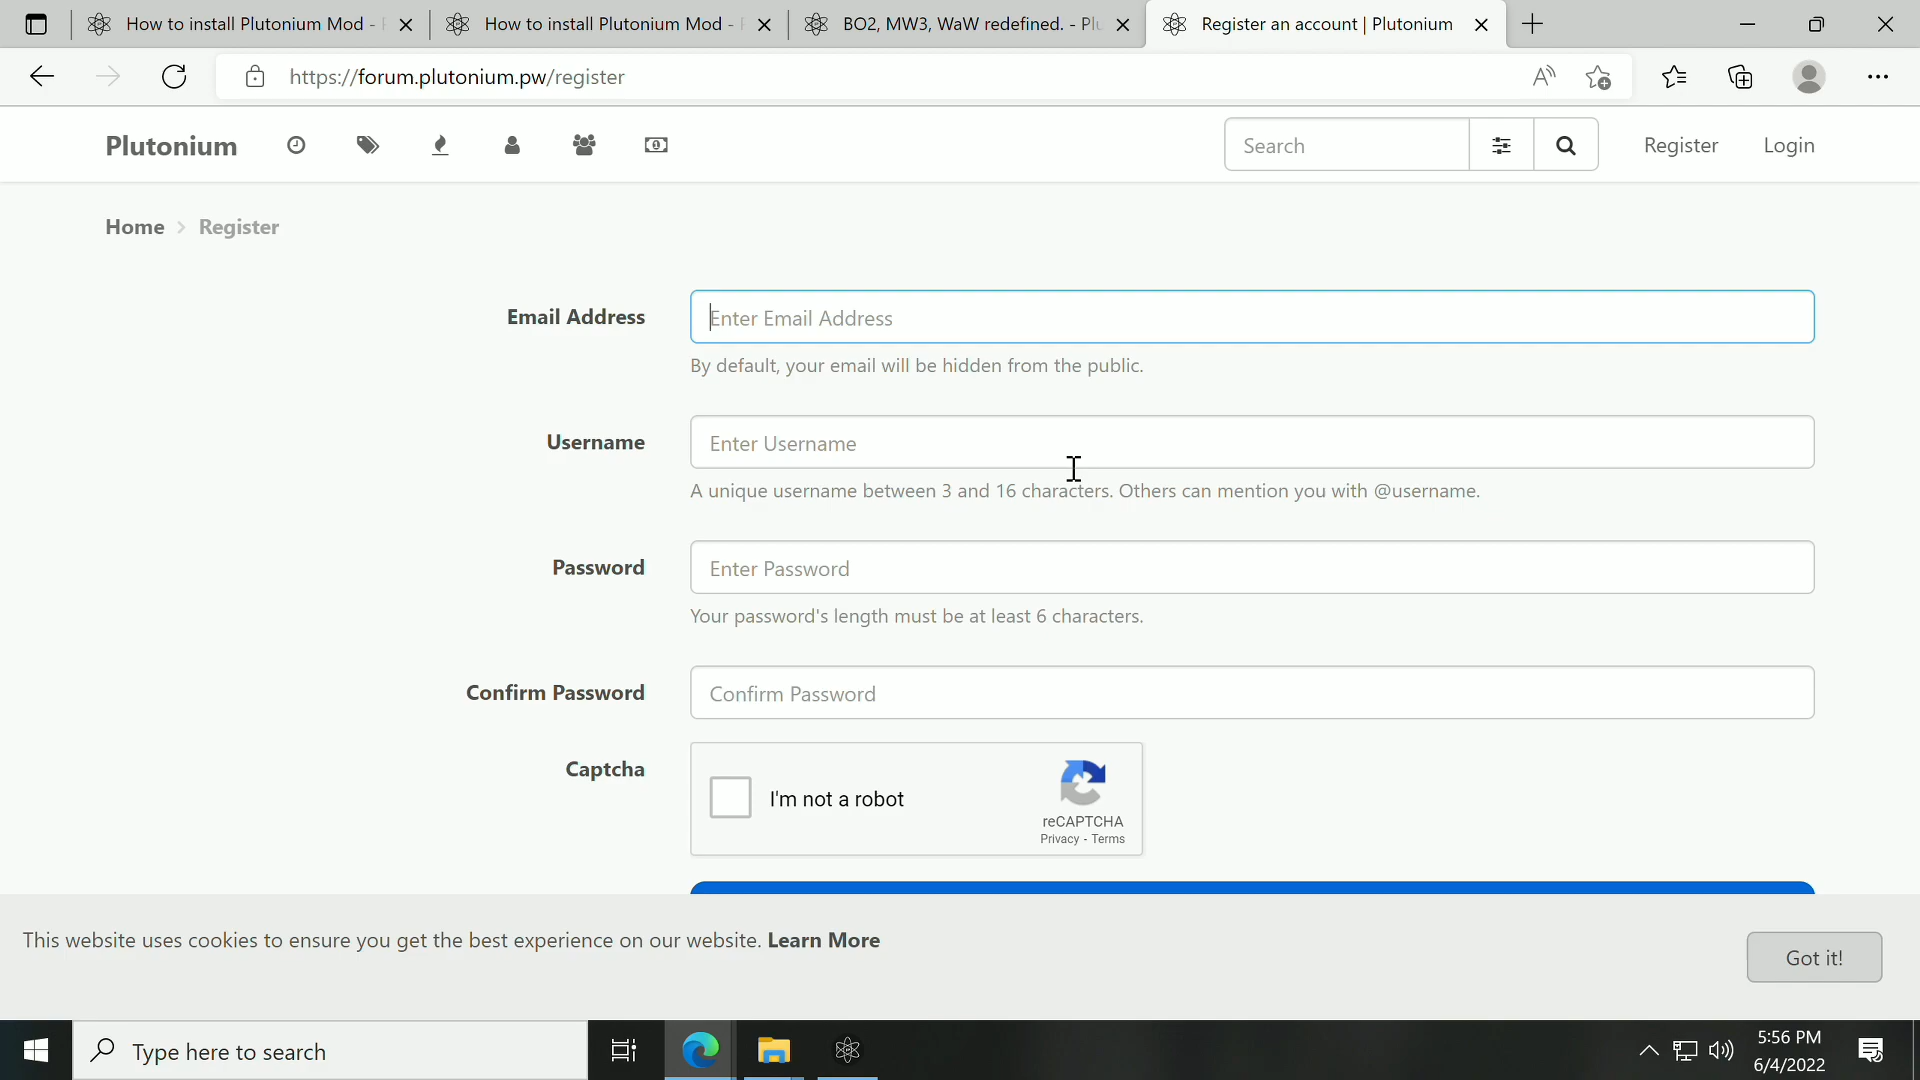 How to install Plutonium Mod -
How to install Plutonium Mod -
BO2, MW3, WaW redefined. - Plu
Register an account | Plutonium
https://forum.plutonium.pw/register
Plutonium
Search
Register
Login
Home > Register
Email Address
Enter Email Address
By default, your email will be hidden from the public.
Username
Enter Username
A unique username between 3 and 16 characters. Others can mention you with @username.
Password
Enter Password
Your password's length must be at least 6 characters.
Confirm Password
Confirm Password
Captcha
I'm not a robot
reCAPTCHA
Privacy - Terms
This website uses cookies to ensure you get the best experience on our website. Learn More
Got it!
Type here to search
5:56 PM
6/4/2022